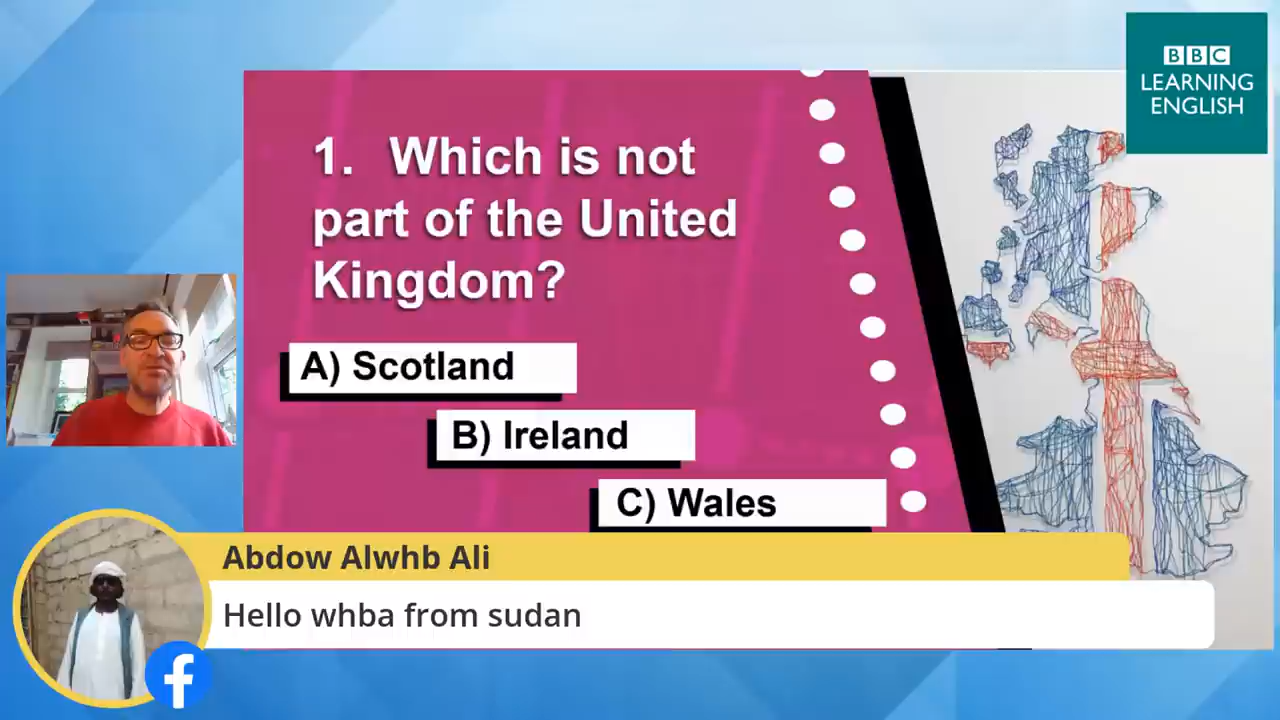 BBC
LEARNING
ENGLISH
1. Which is not
part of the United
Kingdom?
A) Scotland
B) Ireland
C) Wales
Abdow Alwhb Ali
Hello whba from sudan